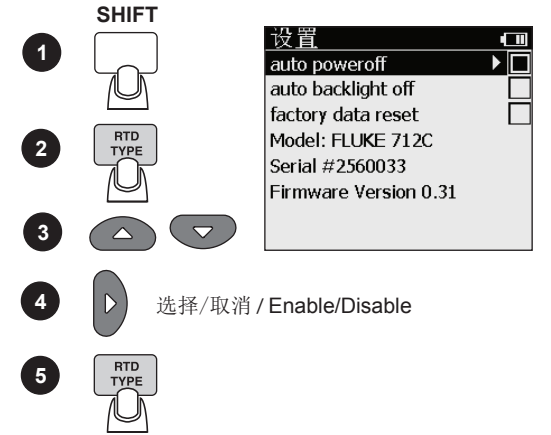 SHIFT
1
2
RTD
TYPE
3
4
选择/取消 / Enable/Disable
5
RTD
TYPE
设置
auto poweroff
auto backlight off
factory data reset
Model: FLUKE 712C
Serial #2560033
Firmware Version 0.31